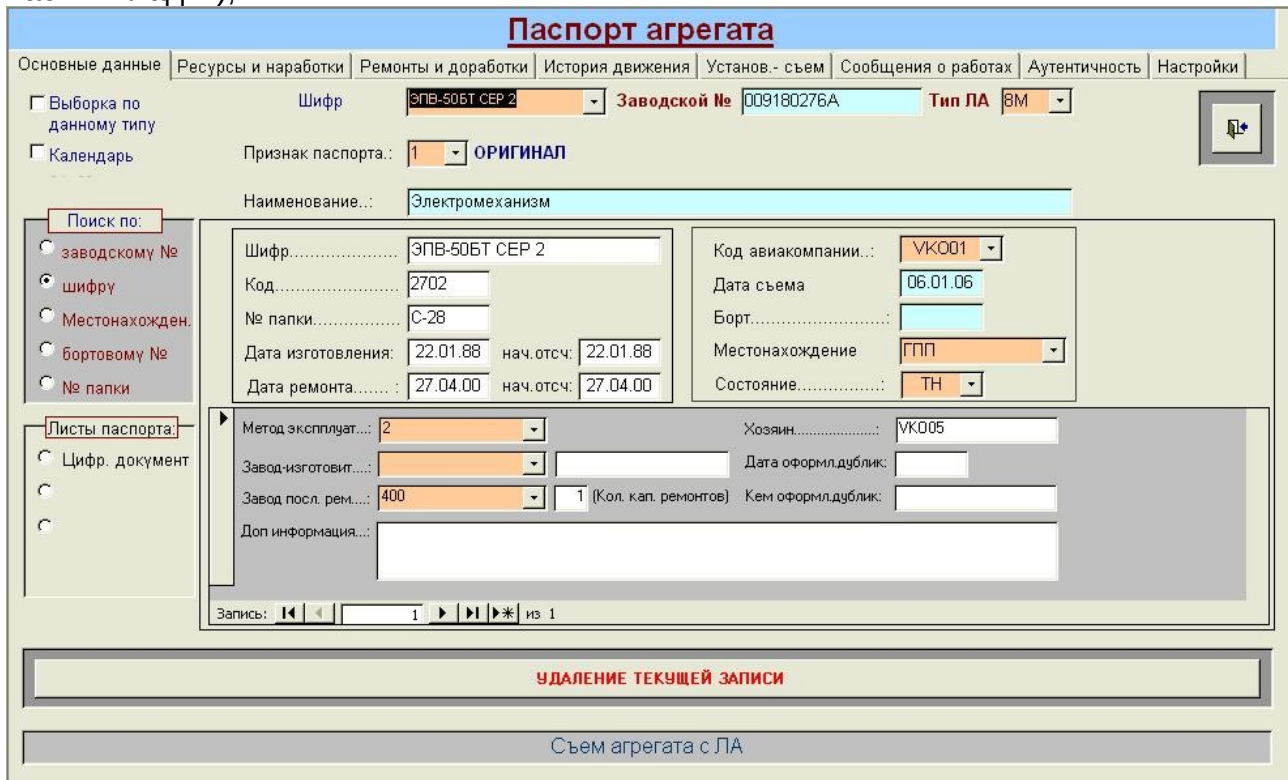 Паспорт агрегата
Основные данные Ресурсы и наработки Ремонты и доработки История движения Установ.- съем Сообщения о работах Аутентичность Настройки
Выборка по данному типу
Шифр ЭПВ-50БТ СЕР 2 Заводской № 009180276А Тип ЛА 8М
Календарь
Признак паспорта.: 1 ОРИГИНАЛ
Наименование..: Электромеханизм
Поиск по:
заводскому №
шифру
Местонахожден.
бортовому №
№ папки
Шифр.................... ЭПВ-50БТ СЕР 2
Код....................... 2702
№ папки................ С-28
Дата изготовления: 22.01.88 нач.отсч: 22.01.88
Дата ремонта....... : 27.04.00 нач.отсч: 27.04.00
Код авиакомпании..: VKO01
Дата съема 06.01.06
Борт.........................:
Местонахождение ГПП
Состояние................: ТН
Листы паспорта:
Цифр. документ
Метод эксплуат...: 2 Хозяин....................: VKO05
Завод-изготовит....: Дата оформл.дублик:
Завод посл. рем....: 400 1 (Кол. кап. ремонтов) Кем оформл.дублик:
Доп информация...:
Запись: 1 из 1
УДАЛЕНИЕ ТЕКУЩЕЙ ЗАПИСИ
Съем агрегата с ЛА